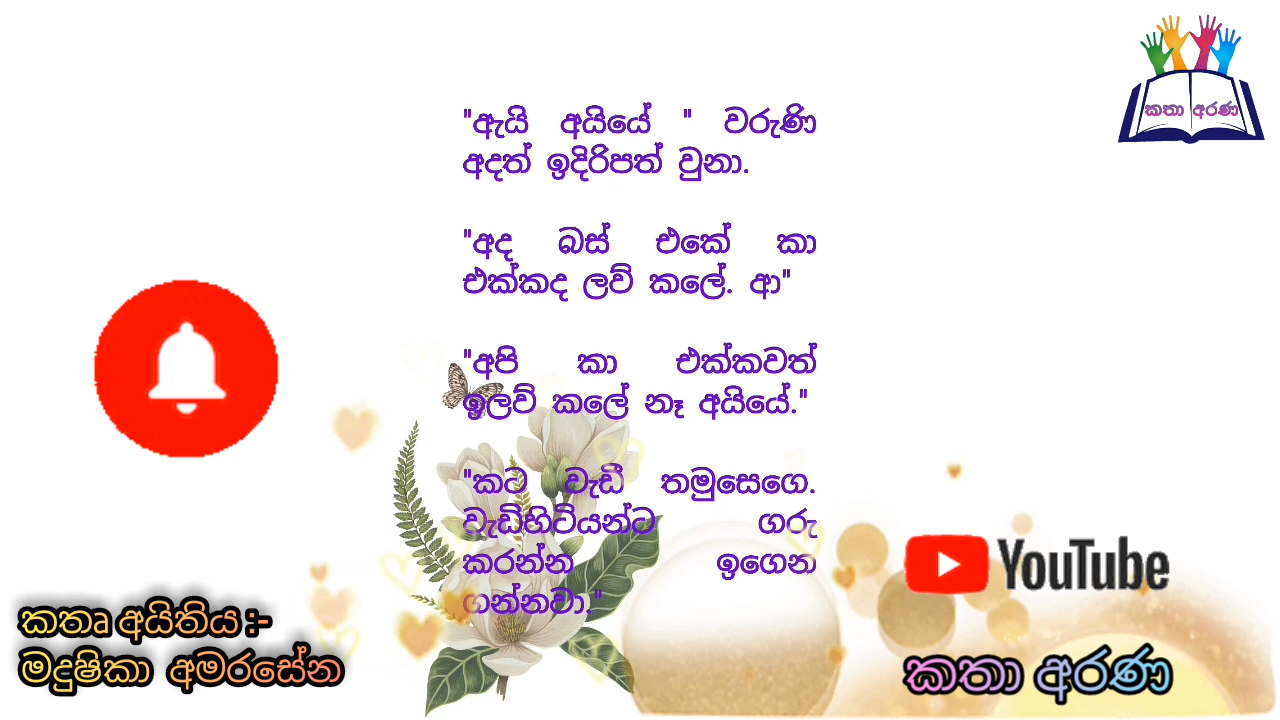 කතා අරණ
"ඇයි අයියේ " වරුණි
අදත් ඉදිරිපත් වුනා.
"අද බස් එකේ කා
එක්කද ලව් කලේ. ආ"
"අපි කා එක්කවත්
ඉලව් කලේ නෑ අයියේ."
"කට වැඩී තමුසෙගෙ.
වැඩිහිටියන්ට ගරු
කරන්න ඉගෙන
ගන්නවා."
YouTube
කතෘ අයිතිය :-
මදුෂිකා අමරසේන
කතා අරණ